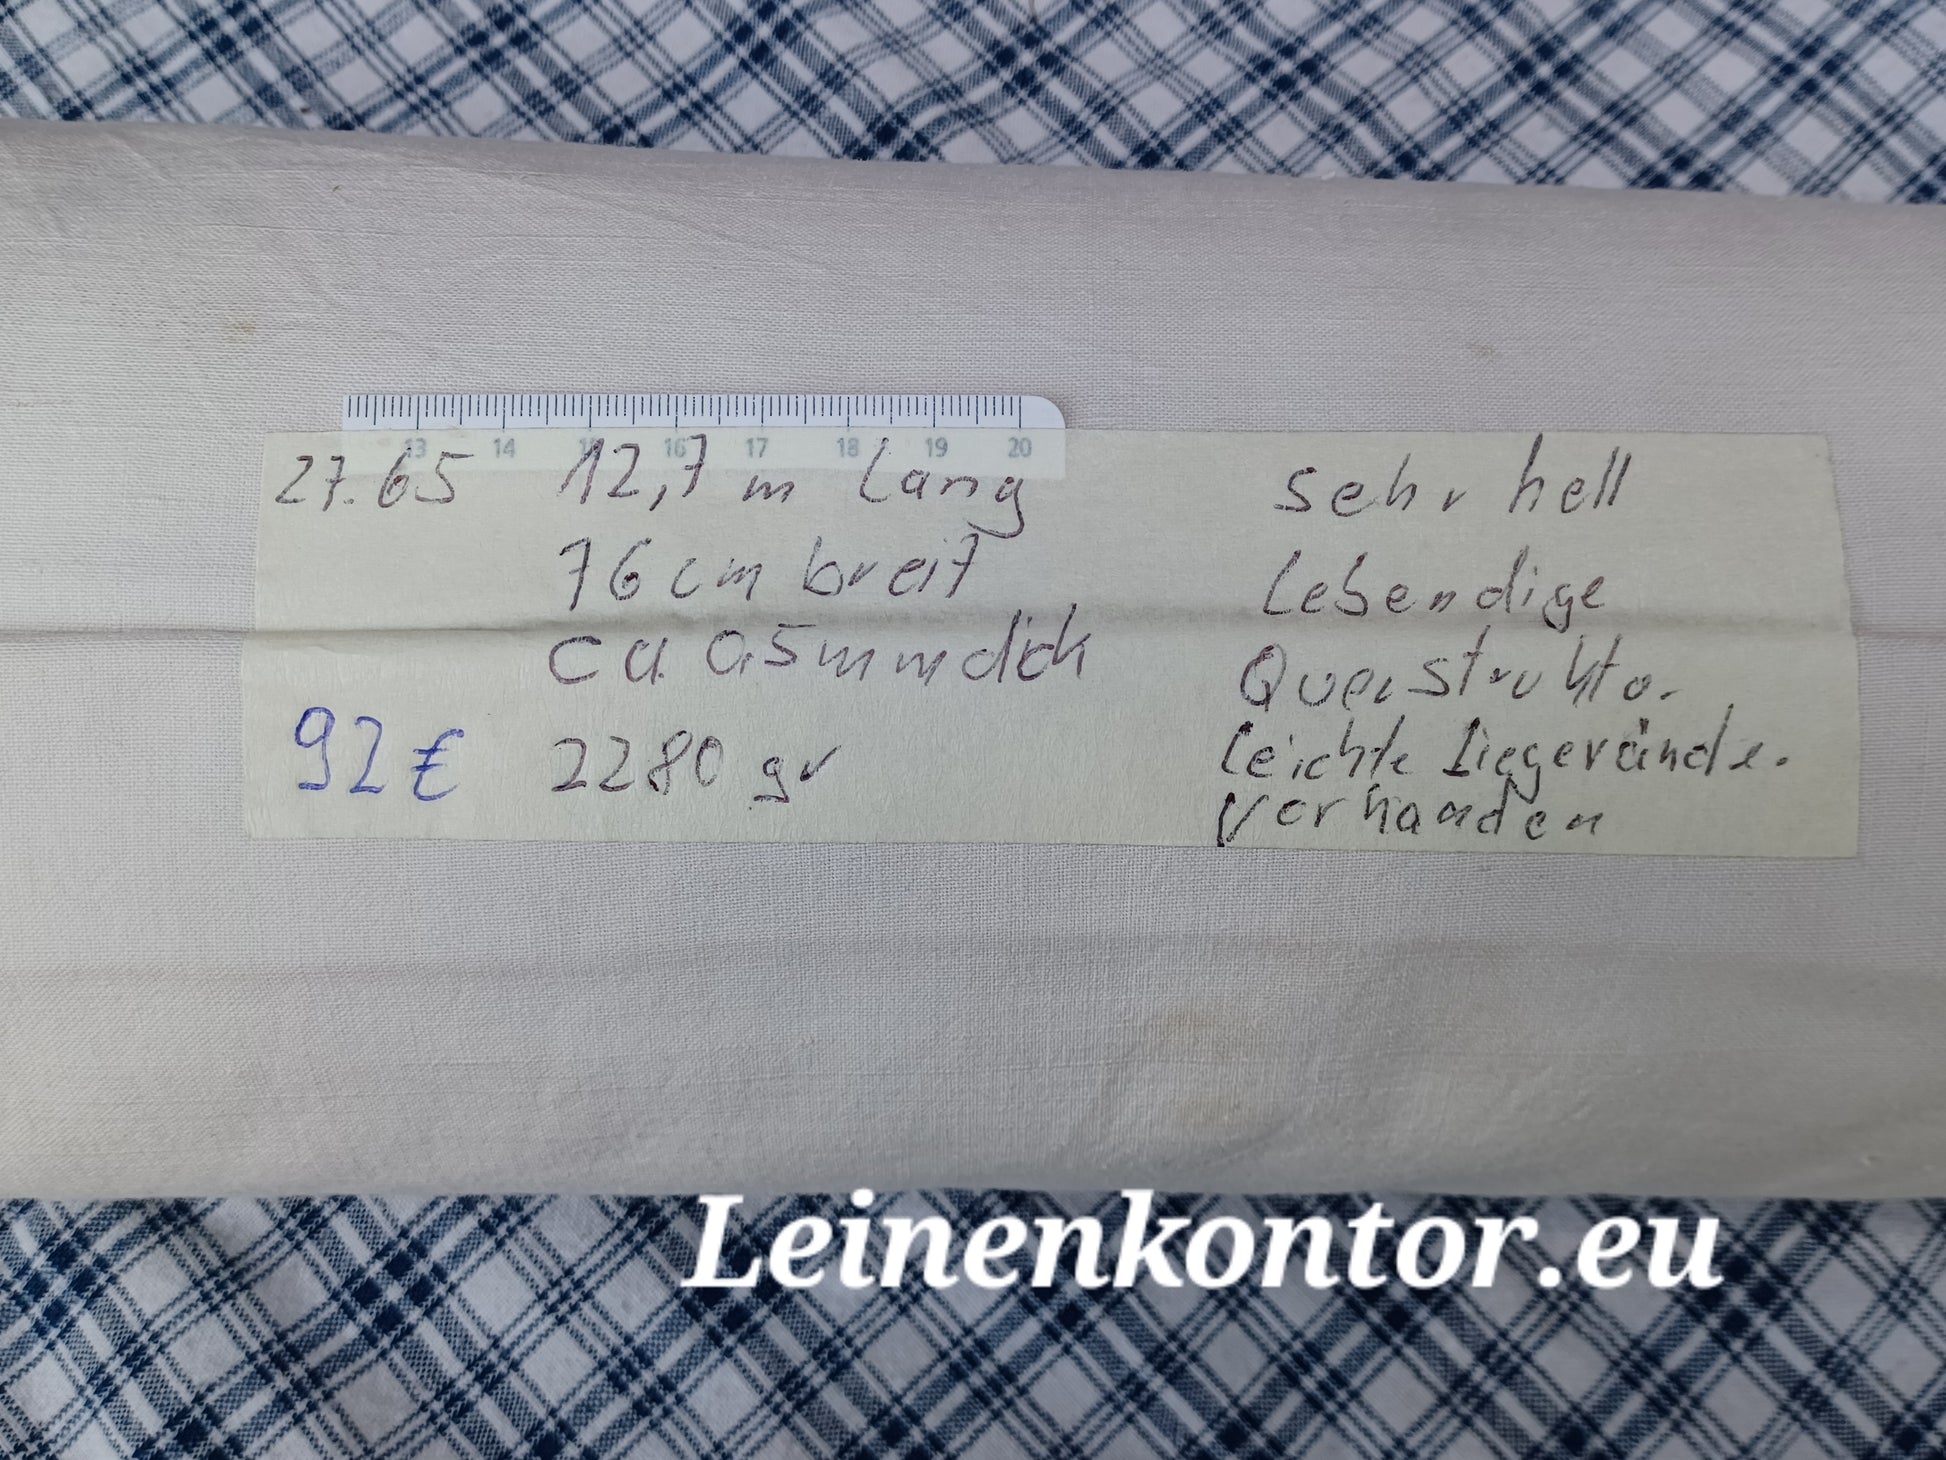 13 14 15 16 17 18 19 20
27.65 12,7 m lang
76 cm breit
ca 0,5 mm dick
92€ 2280 gr
sehr hell
lebendige
Querstruktur
leichte Liegerände.
vorhanden
Leinenkontor.eu